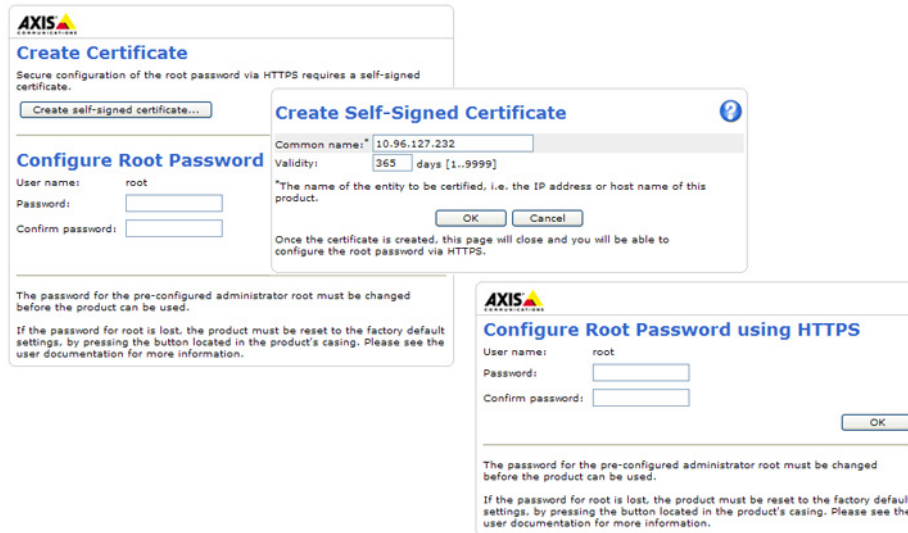 AXIS
COMMUNICATIONS
Create Certificate
Secure configuration of the root password via HTTPS requires a self-signed
certificate.
Create self-signed certificate...
Configure Root Password
User name: root
Password:
Confirm password:
The password for the pre-configured administrator root must be changed
before the product can be used.
If the password for root is lost, the product must be reset to the factory default
settings, by pressing the button located in the product's casing. Please see the
user documentation for more information.
Create Self-Signed Certificate
?
Common name:* 10.96.127.232
Validity: 365 days [1..9999]
*The name of the entity to be certified, i.e. the IP address or host name of this
product.
OK Cancel
Once the certificate is created, this page will close and you will be able to
configure the root password via HTTPS.
AXIS
COMMUNICATIONS
Configure Root Password using HTTPS
User name: root
Password:
Confirm password:
OK
The password for the pre-configured administrator root must be changed
before the product can be used.
If the password for root is lost, the product must be reset to the factory default
settings, by pressing the button located in the product's casing. Please see the
user documentation for more information.